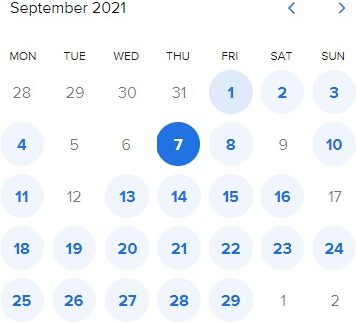 September 2021
MON TUE WED THU FRI SAT SUN
28 29 30 31 1 2 3
4 5 6 7 8 9 10
11 12 13 14 15 16 17
18 19 20 21 22 23 24
25 26 27 28 29 1 2